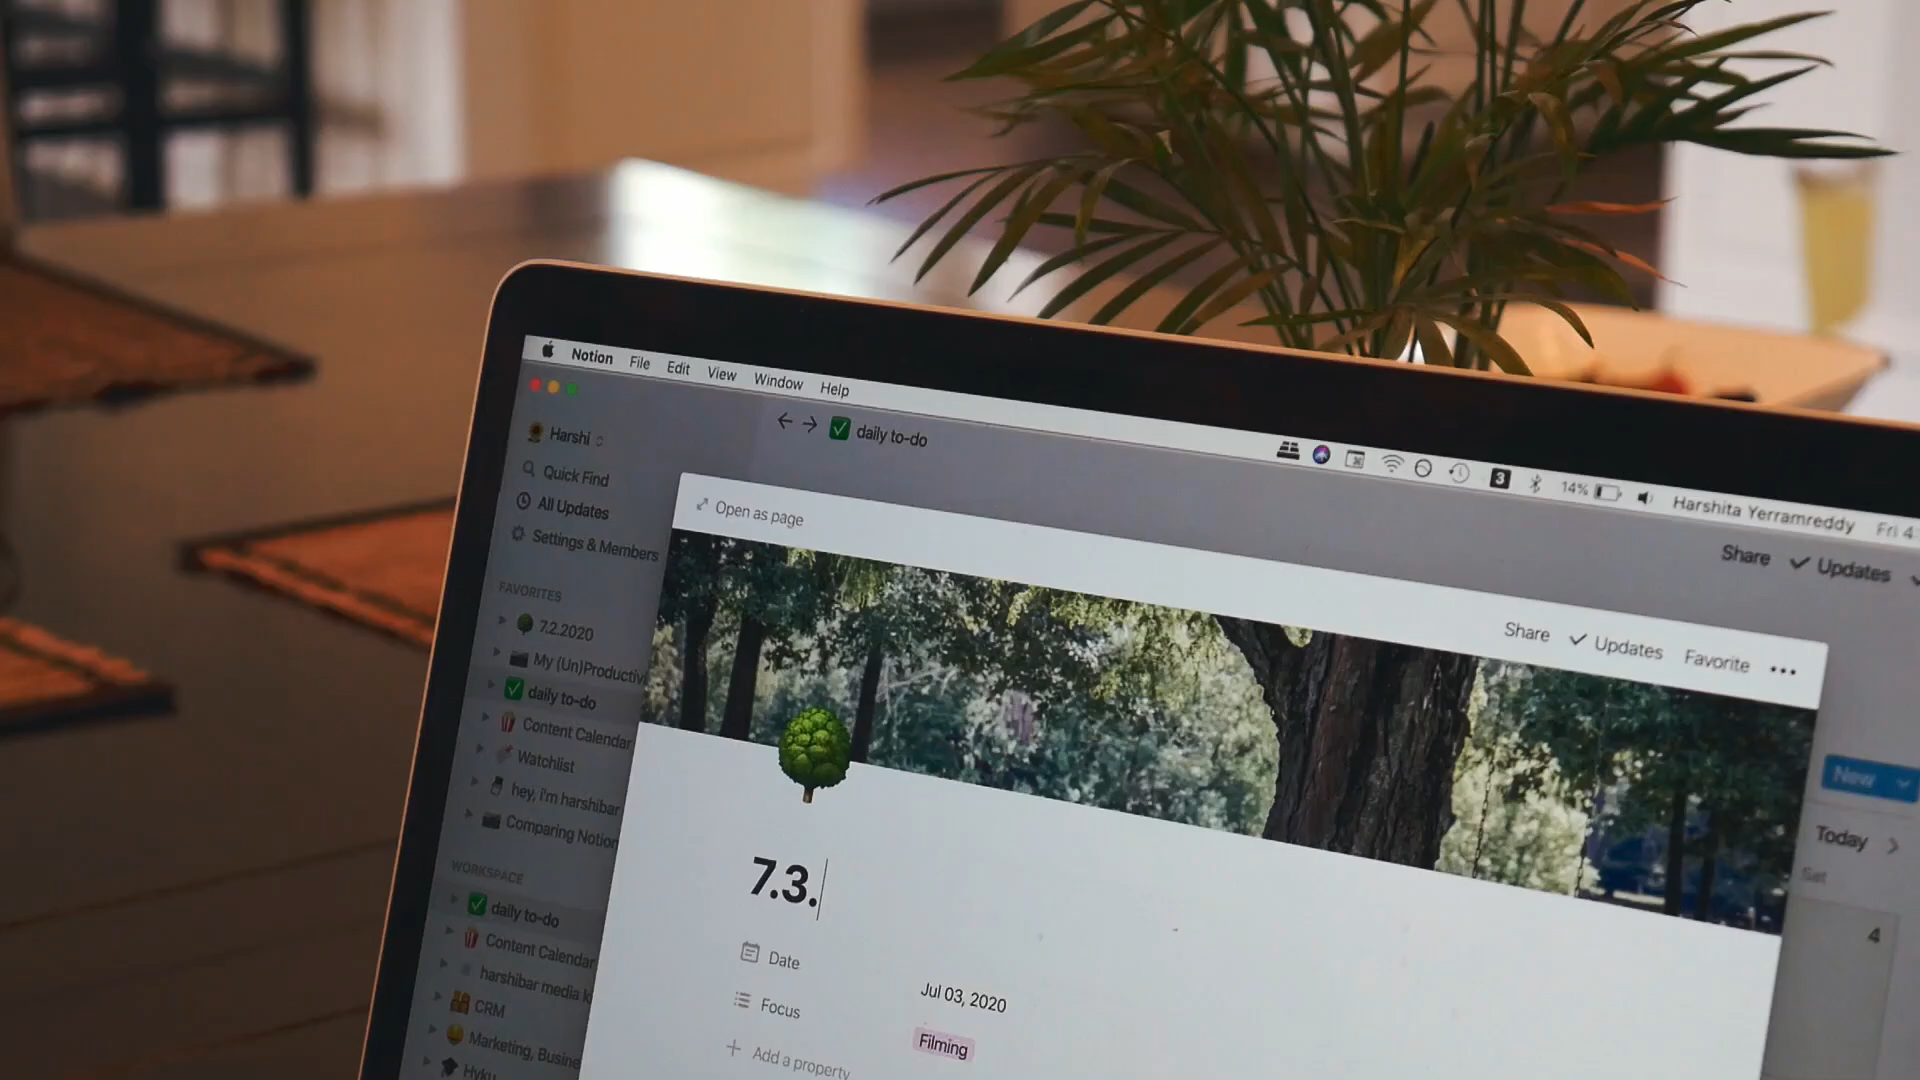 Notion File Edit View Window Help
3 14% Harshita Yerramreddy Fri 4:
← → daily to-do
Share Updates
Harshi
Quick Find
All Updates
Settings & Members
FAVORITES
7.2.2020
My (Un)Productiv
daily to-do
Content Calendar
Watchlist
hey, i'm harshibar
Comparing Notion
WORKSPACE
daily to-do
Content Calendar
harshibar media k
CRM
Marketing, Busine
Hyku
Open as page
Share Updates Favorite •••
7.3.
Date Jul 03, 2020
Focus Filming
Add a property
New
Today
Sat
4